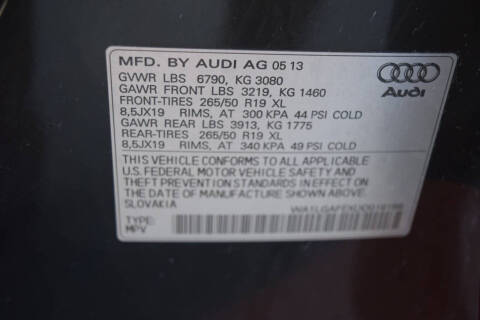 MFD. BY AUDI AG 05 13
GVWR LBS 6790, KG 3080
GAWR FRONT LBS 3219, KG 1460
FRONT-TIRES 265/50 R19 XL
8,5JX19 RIMS, AT 300 KPA 44 PSI COLD
GAWR REAR LBS 3913, KG 1775
REAR-TIRES 265/50 R19 XL
8,5JX19 RIMS, AT 340 KPA 49 PSI COLD
THIS VEHICLE CONFORMS TO ALL APPLICABLE
U.S. FEDERAL MOTOR VEHICLE SAFETY AND
THEFT PREVENTION STANDARDS IN EFFECT ON
THE DATE OF MANUFACTURE SHOWN ABOVE.
SLOVAKIA
TYPE:
MPV
Audi